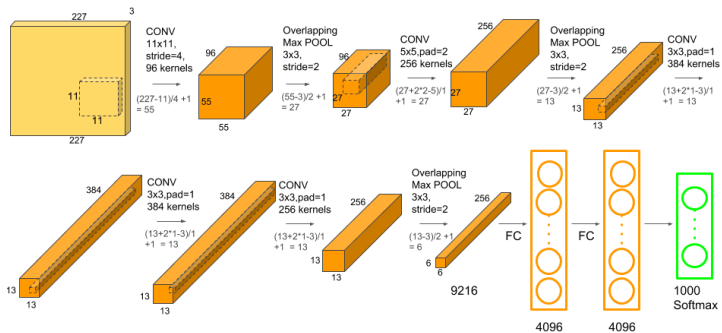 227
3
11
11
227
CONV
11x11,
stride=4,
96 kernels
(227-11)/4 +1
= 55
96
55
55
Overlapping
Max POOL
3x3,
stride=2
(55-3)/2 +1
= 27
96
27
27
CONV
5x5,pad=2
256 kernels
(27+2*2-5)/1
+1 = 27
256
27
27
Overlapping
Max POOL
3x3,
stride=2
(27-3)/2 +1
= 13
256
13
13
CONV
3x3,pad=1
384 kernels
(13+2*1-3)/1
+1 = 13
384
13
13
CONV
3x3,pad=1
384 kernels
(13+2*1-3)/1
+1 = 13
384
13
13
CONV
3x3,pad=1
256 kernels
(13+2*1-3)/1
+1 = 13
256
13
13
Overlapping
Max POOL
3x3,
stride=2
(13-3)/2 +1
= 6
256
6
6
9216
FC
4096
FC
4096
1000
Softmax